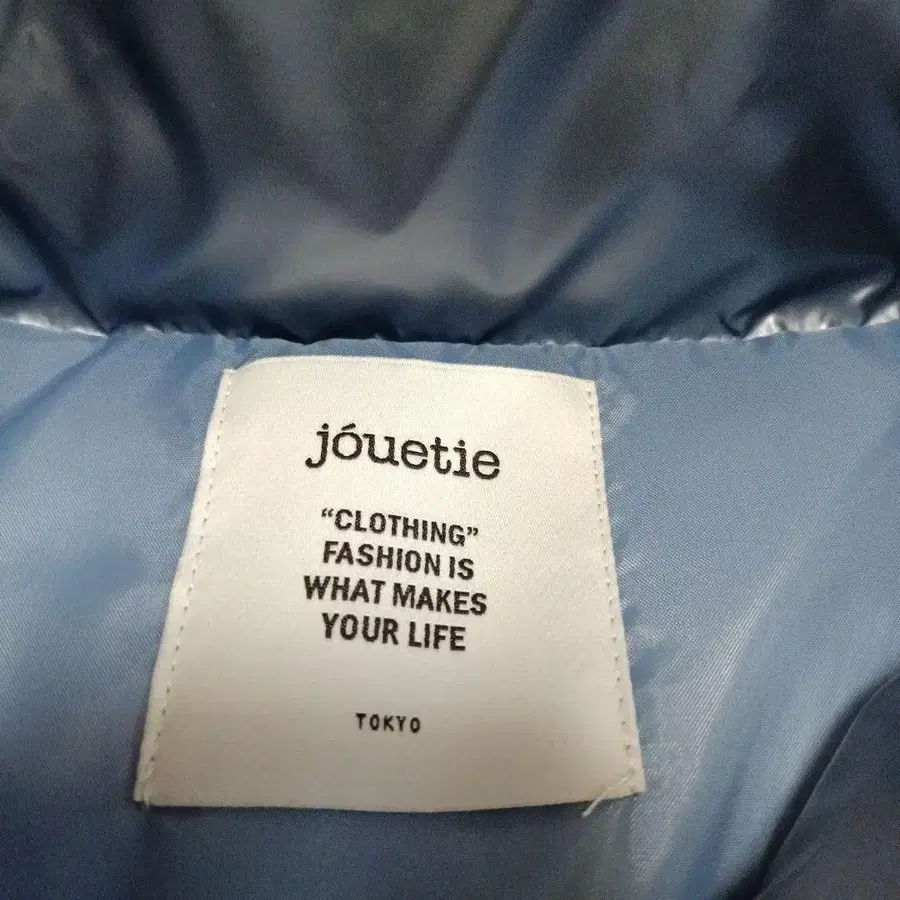 jóuetie
“CLOTHING”
FASHION IS
WHAT MAKES
YOUR LIFE
TOKYO